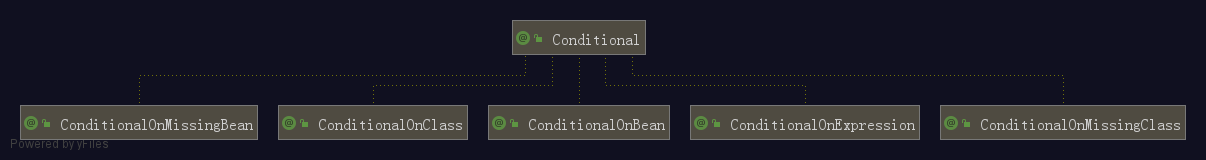 Conditional
ConditionalOnMissingBean ConditionalOnClass ConditionalOnBean ConditionalOnExpression ConditionalOnMissingClass
Powered by yFiles